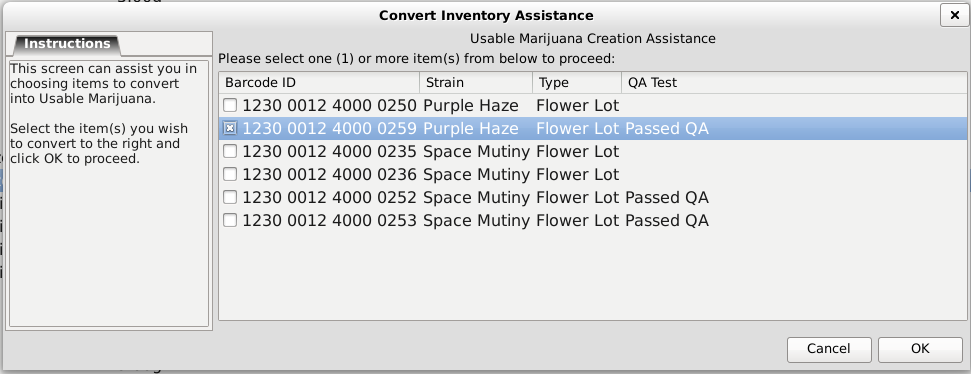 Convert Inventory Assistance
Instructions
This screen can assist you in
choosing items to convert
into Usable Marijuana.
Select the item(s) you wish
to convert to the right and
click OK to proceed.
Usable Marijuana Creation Assistance
Please select one (1) or more item(s) from below to proceed:
Barcode ID Strain Type QA Test
1230 0012 4000 0250 Purple Haze Flower Lot
1230 0012 4000 0259 Purple Haze Flower Lot Passed QA
1230 0012 4000 0235 Space Mutiny Flower Lot
1230 0012 4000 0236 Space Mutiny Flower Lot
1230 0012 4000 0252 Space Mutiny Flower Lot Passed QA
1230 0012 4000 0253 Space Mutiny Flower Lot Passed QA
Cancel OK